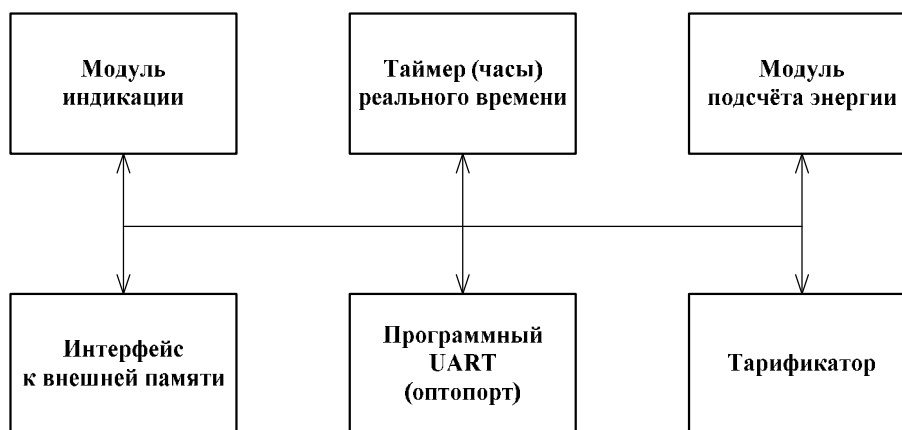 Модуль
индикации
Таймер (часы)
реального времени
Модуль
подсчёта энергии
Интерфейс
к внешней памяти
Программный
UART
(оптопорт)
Тарификатор